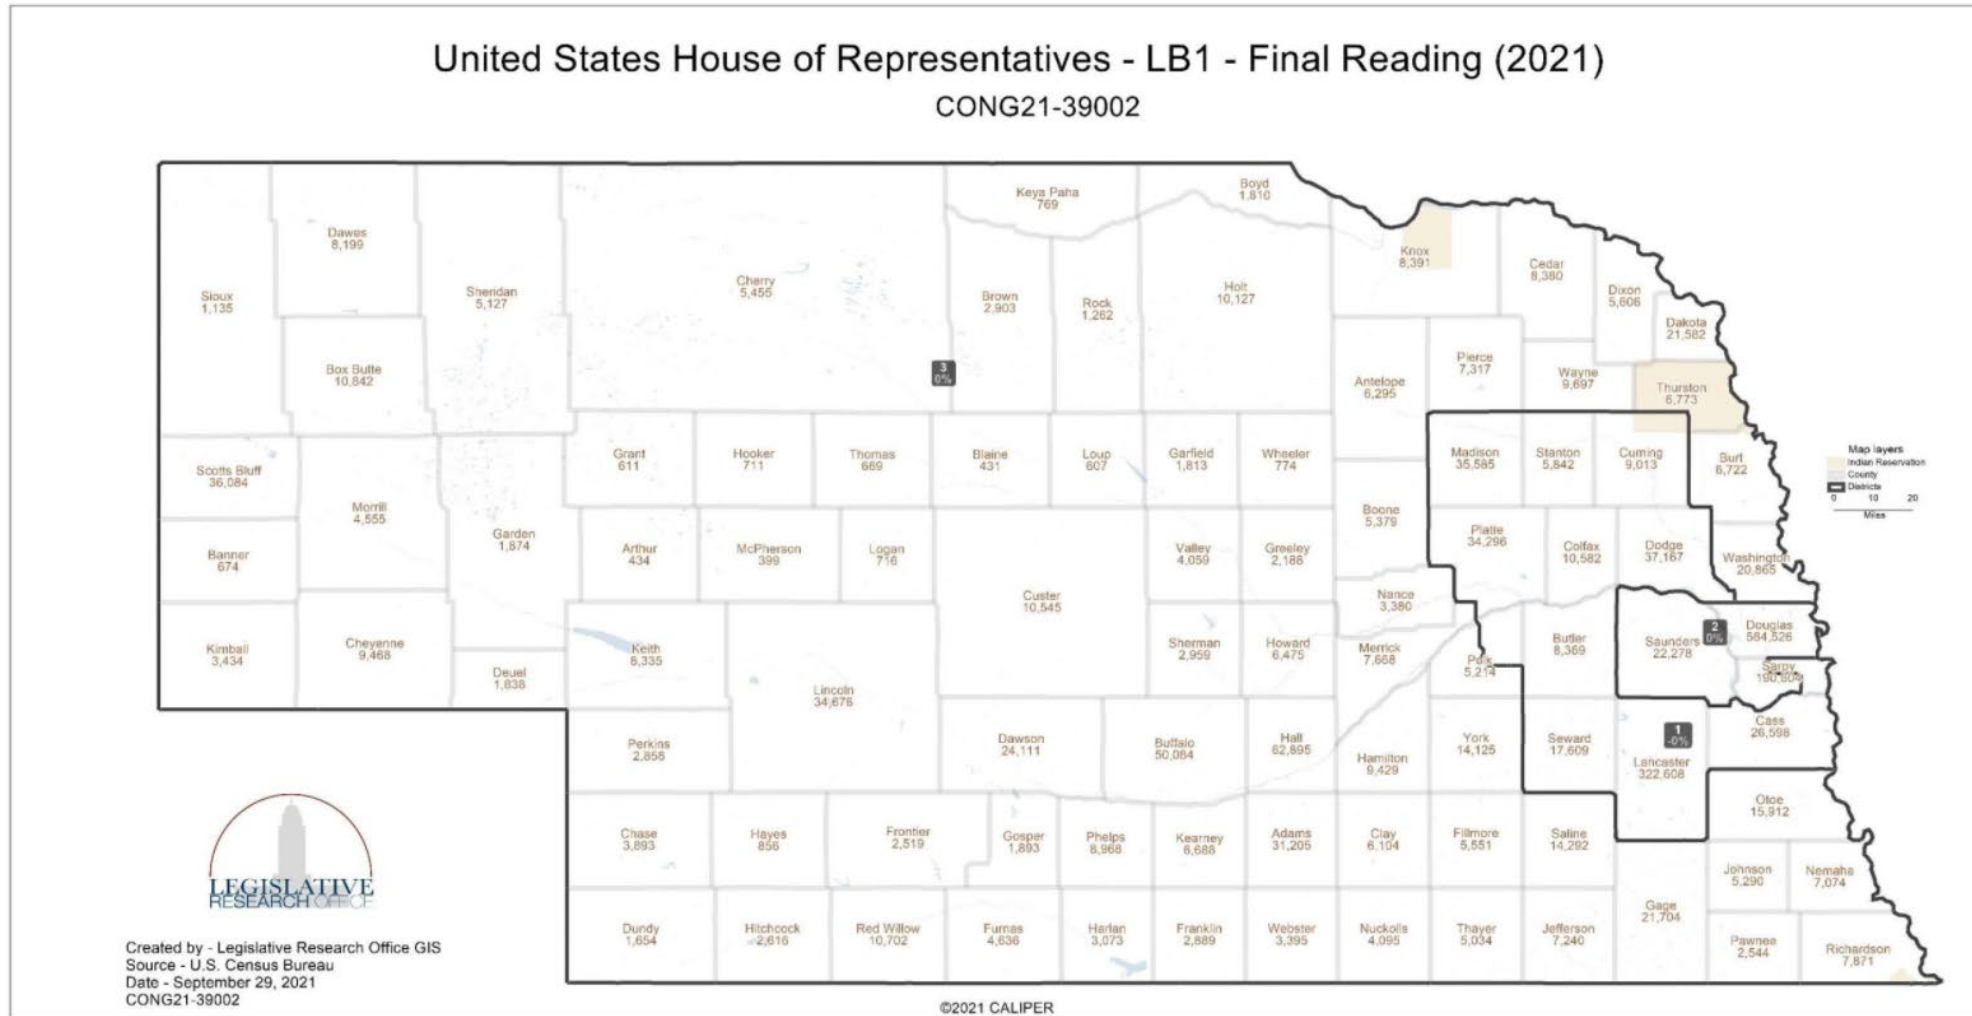 United States House of Representatives - LB1 - Final Reading (2021)
CONG21-39002
Keya Paha
769
Boyd
1,810
Dawes
8,199
Sioux
1,135
Sheridan
5,127
Cherry
5,455
Brown
2,903
Rock
1,262
Holt
10,127
Knox
8,391
Cedar
8,380
Dixon
5,606
Dakota
21,582
Box Butte
10,842
3
0%
Antelope
6,295
Pierce
7,317
Wayne
9,697
Thurston
6,773
Scotts Bluff
36,084
Morrill
4,555
Garden
1,874
Grant
611
Hooker
711
Thomas
669
Blaine
431
Loup
607
Garfield
1,813
Wheeler
774
Boone
5,379
Madison
35,585
Stanton
5,842
Cuming
9,013
Burt
6,722
Map layers
Indian Reservation
County
Districts
0 10 20
Miles
Banner
674
Arthur
434
McPherson
399
Logan
716
Custer
10,545
Valley
4,059
Greeley
2,188
Nance
3,380
Platte
34,296
Colfax
10,582
Dodge
37,167
Washington
20,865
Kimball
3,434
Cheyenne
9,468
Deuel
1,838
Keith
8,335
Lincoln
34,676
Sherman
2,959
Howard
6,475
Merrick
7,668
Polk
5,214
Butler
8,369
Saunders
22,278
2
0%
Douglas
584,526
Sarpy
190,604
Perkins
2,858
Dawson
24,111
Buffalo
50,084
Hall
62,895
Hamilton
9,429
York
14,125
Seward
17,609
1
-0%
Lancaster
322,608
Cass
26,598
Otoe
15,912
Chase
3,893
Hayes
856
Frontier
2,519
Gosper
1,893
Phelps
8,968
Kearney
6,688
Adams
31,205
Clay
6,104
Fillmore
5,551
Saline
14,292
Johnson
5,290
Nemaha
7,074
Gage
21,704
Dundy
1,654
Hitchcock
2,616
Red Willow
10,702
Furnas
4,636
Harlan
3,073
Franklin
2,889
Webster
3,395
Nuckolls
4,095
Thayer
5,034
Jefferson
7,240
Pawnee
2,544
Richardson
7,871
LEGISLATIVE
RESEARCH OFFICE
Created by - Legislative Research Office GIS
Source - U.S. Census Bureau
Date - September 29, 2021
CONG21-39002
©2021 CALIPER